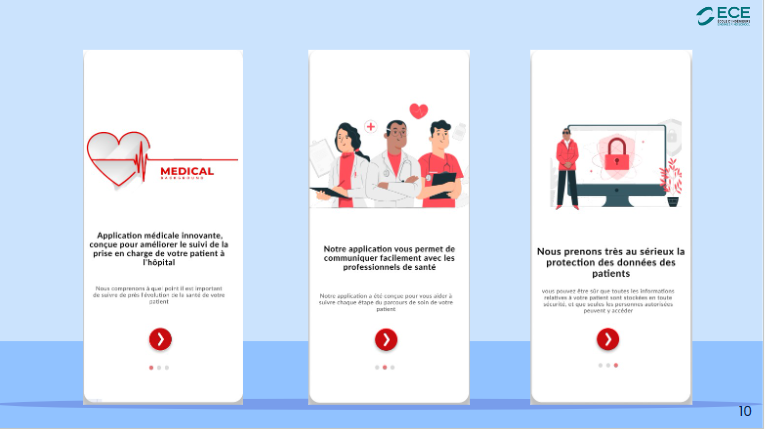 ECE
MEDICAL
BACKGROUND
Application médicale innovante,
conçue pour améliorer le suivi de la
prise en charge de votre patient à
l'hôpital
Nous comprenons à quel point il est important
de suivre de près l'évolution de la santé de votre
patient
Notre application vous permet de
communiquer facilement avec les
professionnels de santé
Notre application a été conçue pour vous aider à
suivre chaque étape du parcours de soin de votre
patient
Nous prenons très au sérieux la
protection des données des
patients
vous pouvez être sûr que toutes les informations
relatives à votre patient sont stockées en toute
sécurité, et que seules les personnes autorisées
peuvent y accéder
10